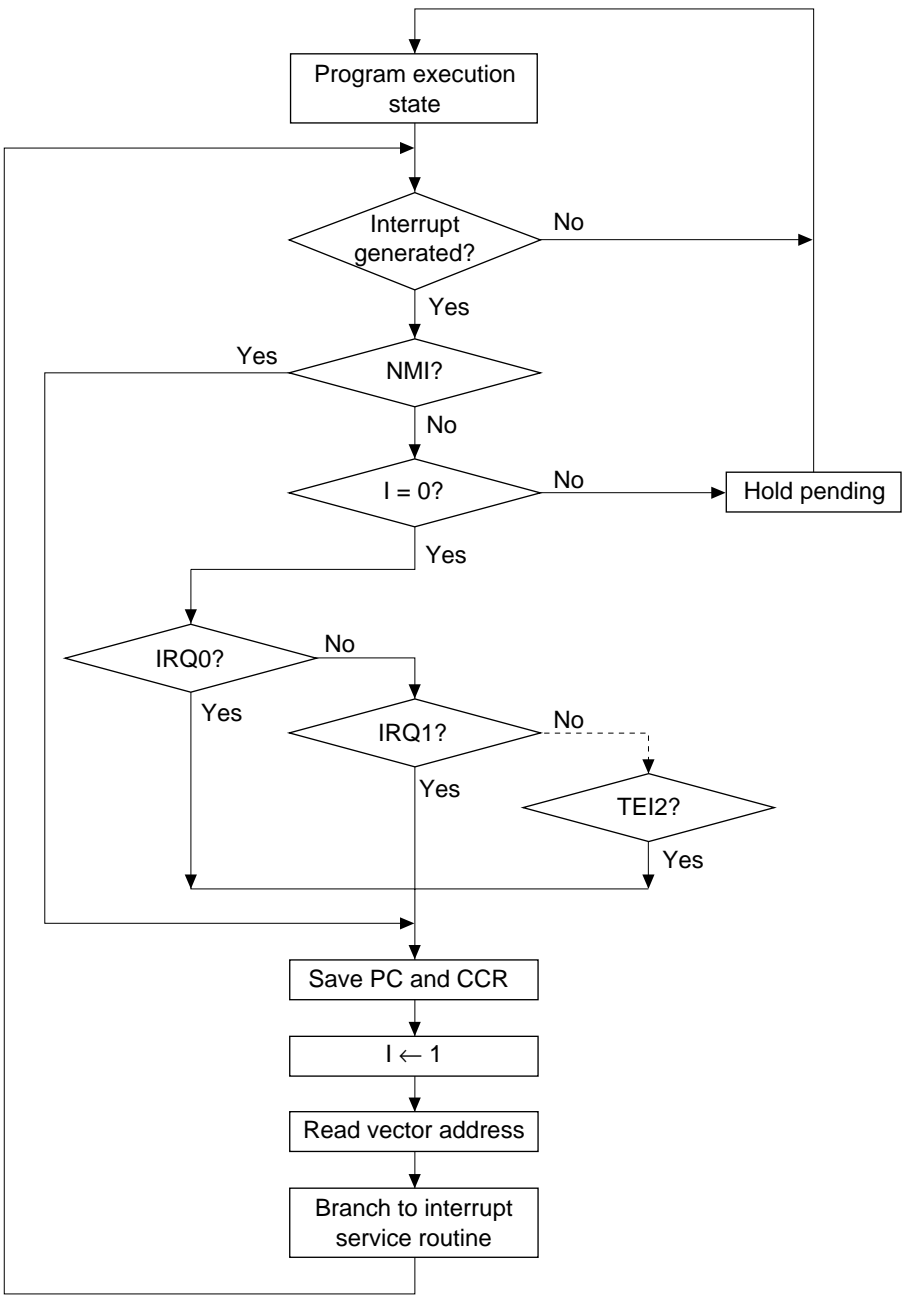 Program execution
state
Interrupt
generated?
No
Yes
Yes
NMI?
No
I = 0?
No
Hold pending
Yes
IRQ0?
No
Yes
IRQ1?
No
Yes
TEI2?
Yes
Save PC and CCR
I ← 1
Read vector address
Branch to interrupt
service routine